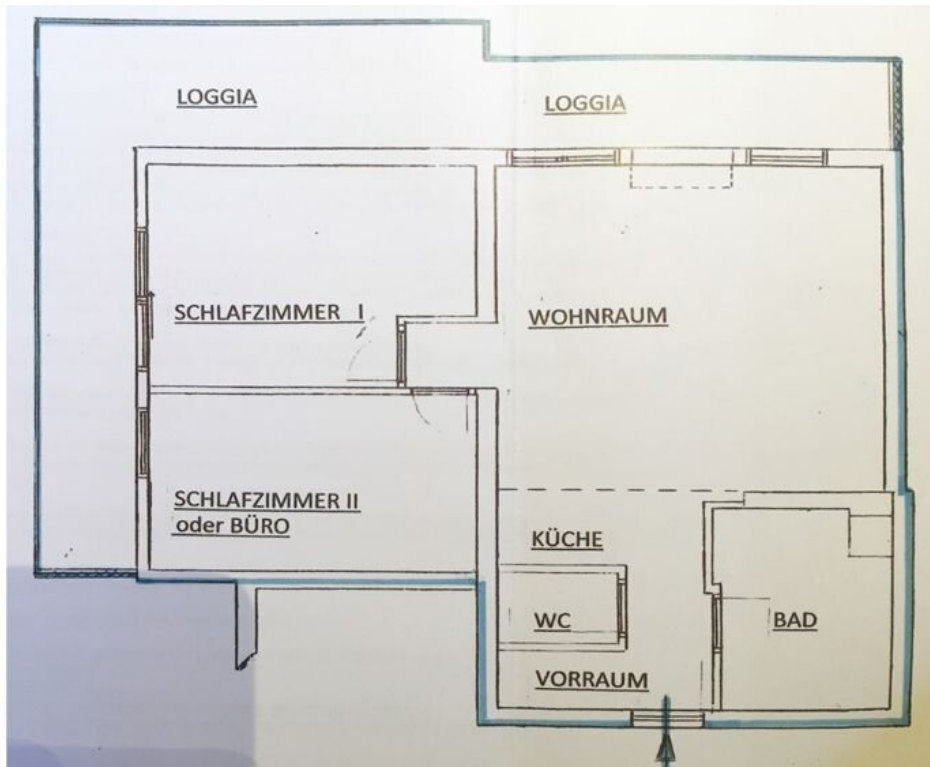 LOGGIA
LOGGIA
SCHLAFZIMMER I
WOHNRAUM
SCHLAFZIMMER II
oder BÜRO
KÜCHE
WC
BAD
VORRAUM